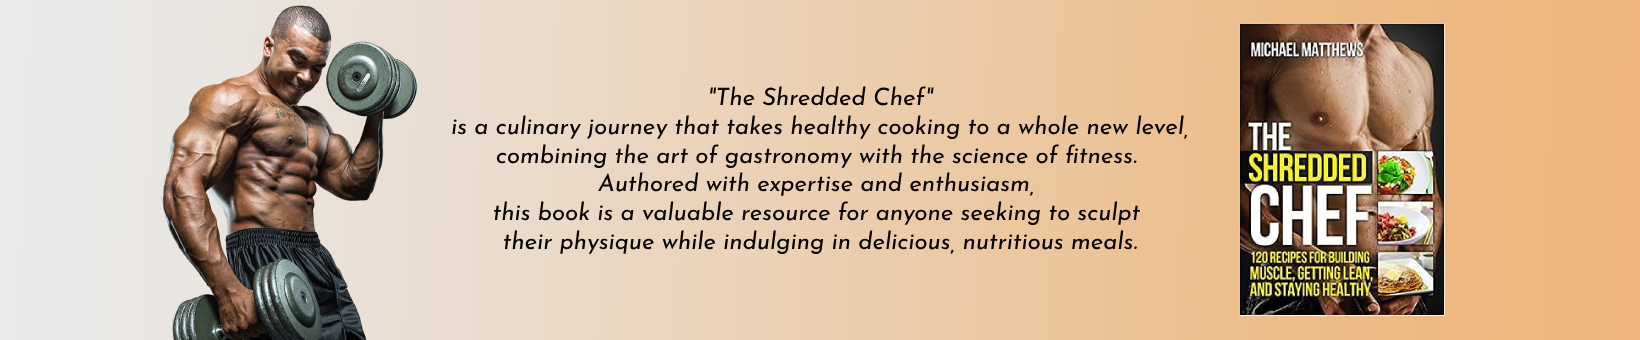 "The Shredded Chef"
is a culinary journey that takes healthy cooking to a whole new level,
combining the art of gastronomy with the science of fitness.
Authored with expertise and enthusiasm,
this book is a valuable resource for anyone seeking to sculpt
their physique while indulging in delicious, nutritious meals.
MICHAEL MATTHEWS
THE
SHREDDED
CHEF
120 RECIPES FOR BUILDING
MUSCLE, GETTING LEAN,
AND STAYING HEALTHY